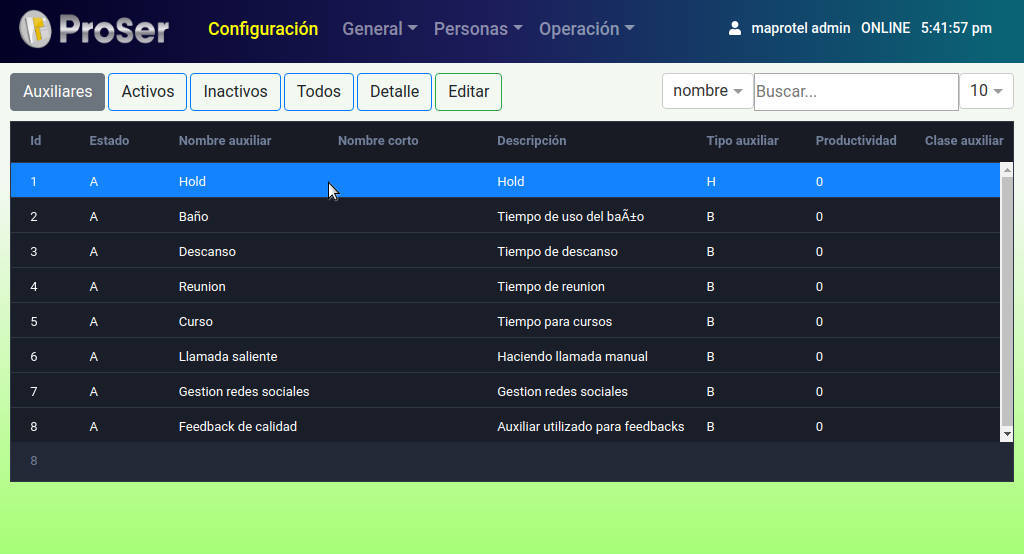 ProSer Configuración General Personas Operación maprotel admin ONLINE 5:41:57 pm
Auxiliares Activos Inactivos Todos Detalle Editar nombre Buscar... 10
Id Estado Nombre auxiliar Nombre corto Descripción Tipo auxiliar Productividad Clase auxiliar
1 A Hold Hold H 0
2 A Baño Tiempo de uso del baÃ±o B 0
3 A Descanso Tiempo de descanso B 0
4 A Reunion Tiempo de reunion B 0
5 A Curso Tiempo para cursos B 0
6 A Llamada saliente Haciendo llamada manual B 0
7 A Gestion redes sociales Gestion redes sociales B 0
8 A Feedback de calidad Auxiliar utilizado para feedbacks B 0
8